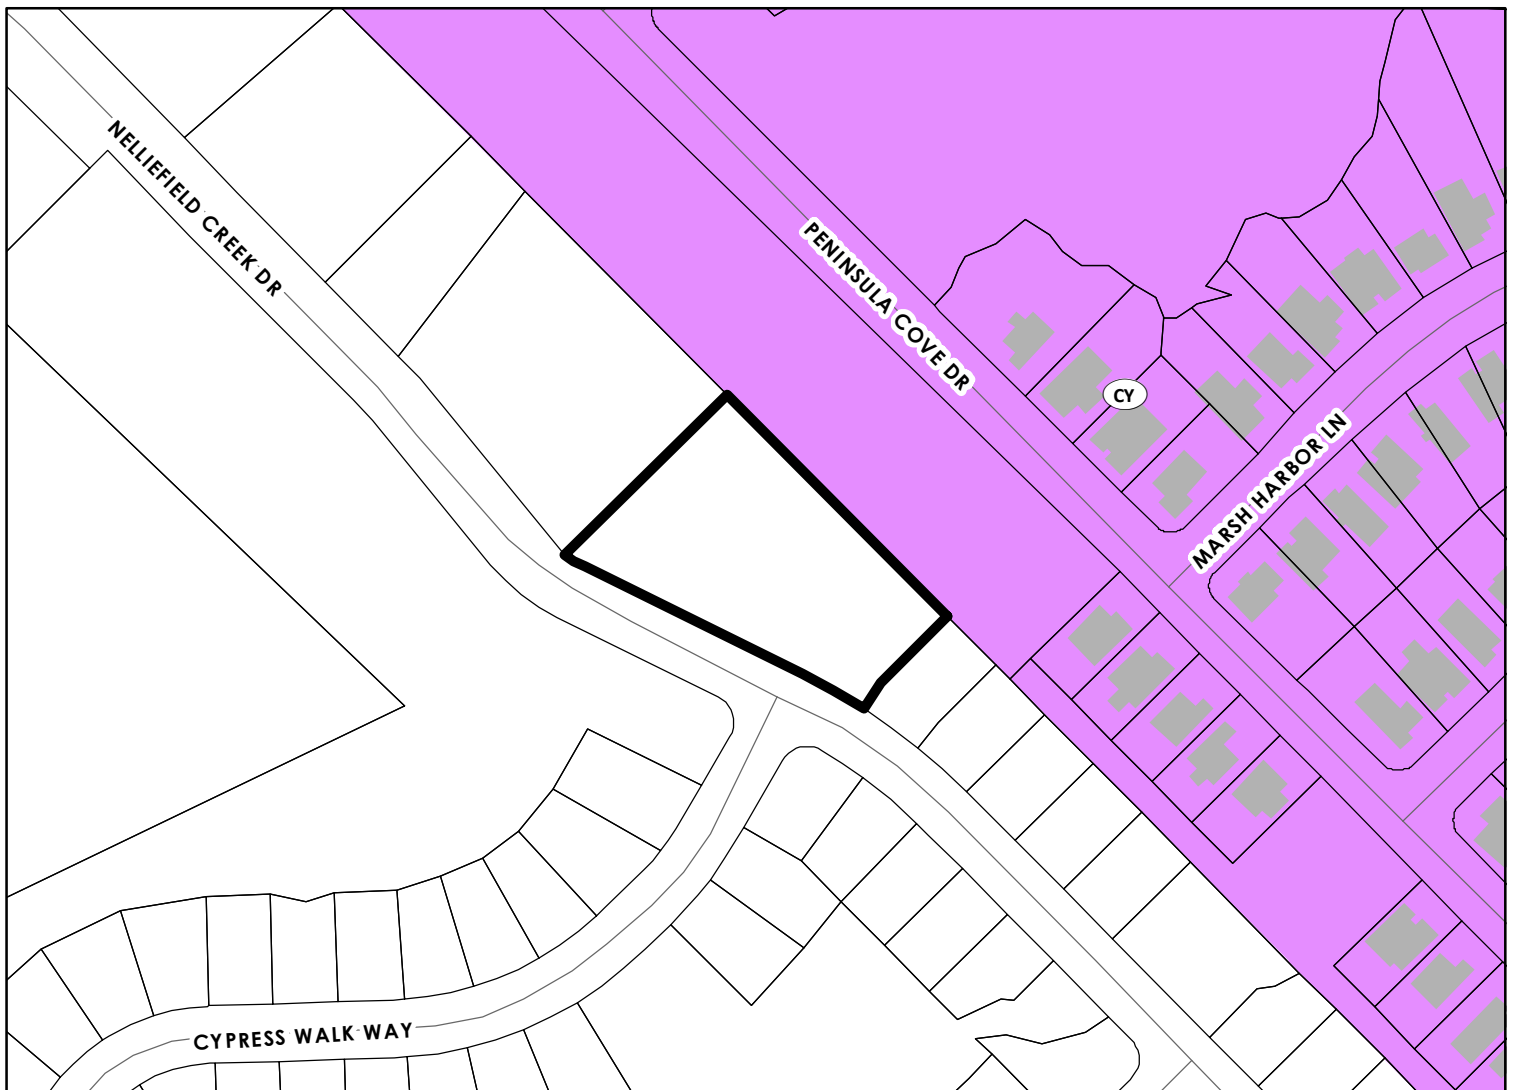 NELLIEFIELD CREEK DR
PENINSULA COVE DR
CY
MARSH HARBOR LN
CYPRESS WALK WAY